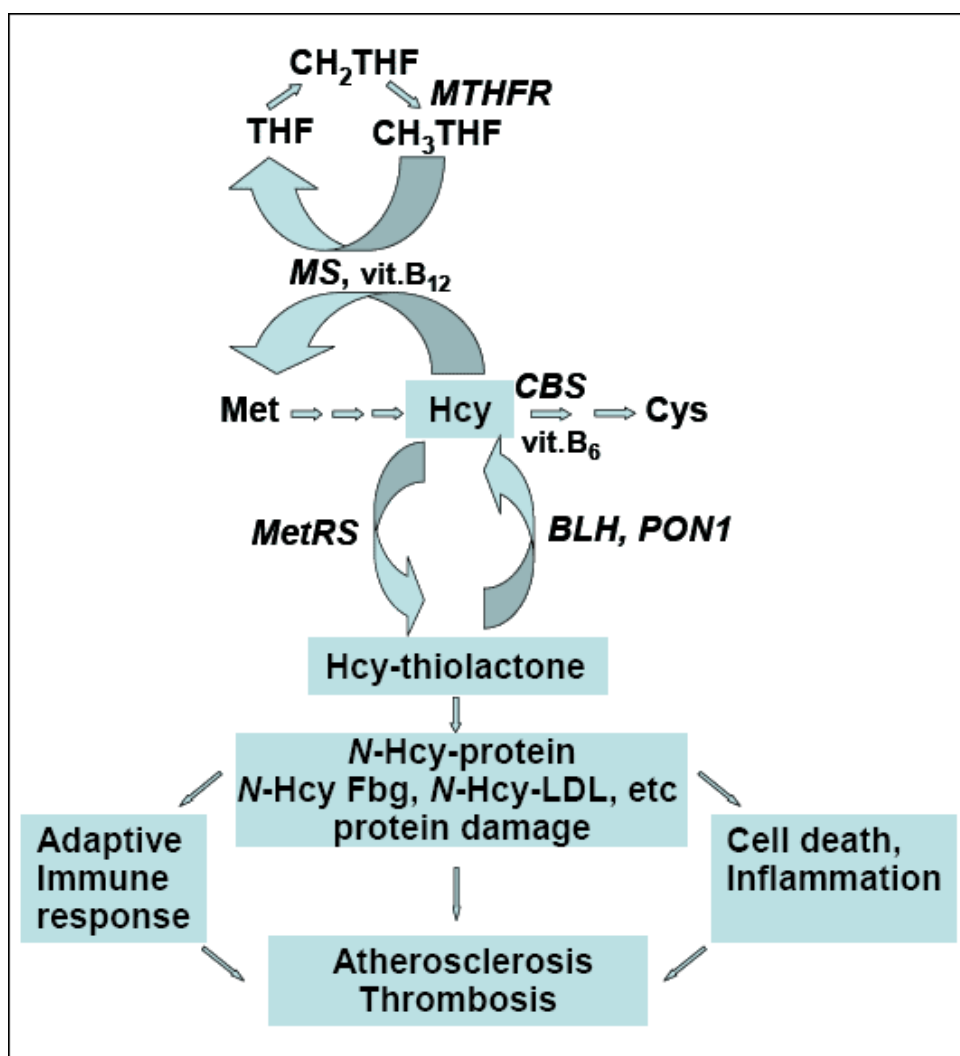 CH₂THF
MTHFR
THF
CH₃THF
MS, vit.B₁₂
Met
Hcy
CBS
vit.B₆
Cys
MetRS
BLH, PON1
Hcy-thiolactone
N-Hcy-protein
N-Hcy Fbg, N-Hcy-LDL, etc
protein damage
Adaptive
Immune
response
Cell death,
Inflammation
Atherosclerosis
Thrombosis